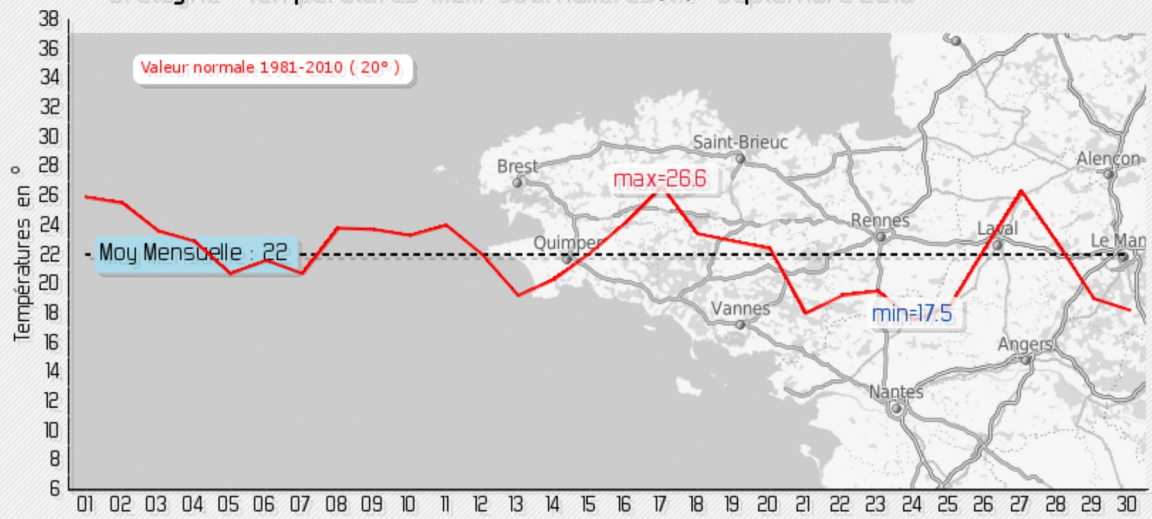 38
36
34
32
30
28
26
24
22
20
18
16
14
12
10
8
6
Températures en °
Valeur normale 1981-2010 ( 20° )
Moy Mensuelle : 22
max=26.6
min=17.5
Brest
Saint-Brieuc
Alençon
Quimper
Rennes
Laval
Le Man
Vannes
Angers
Nantes
01 02 03 04 05 06 07 08 09 10 11 12 13 14 15 16 17 18 19 20 21 22 23 24 25 26 27 28 29 30